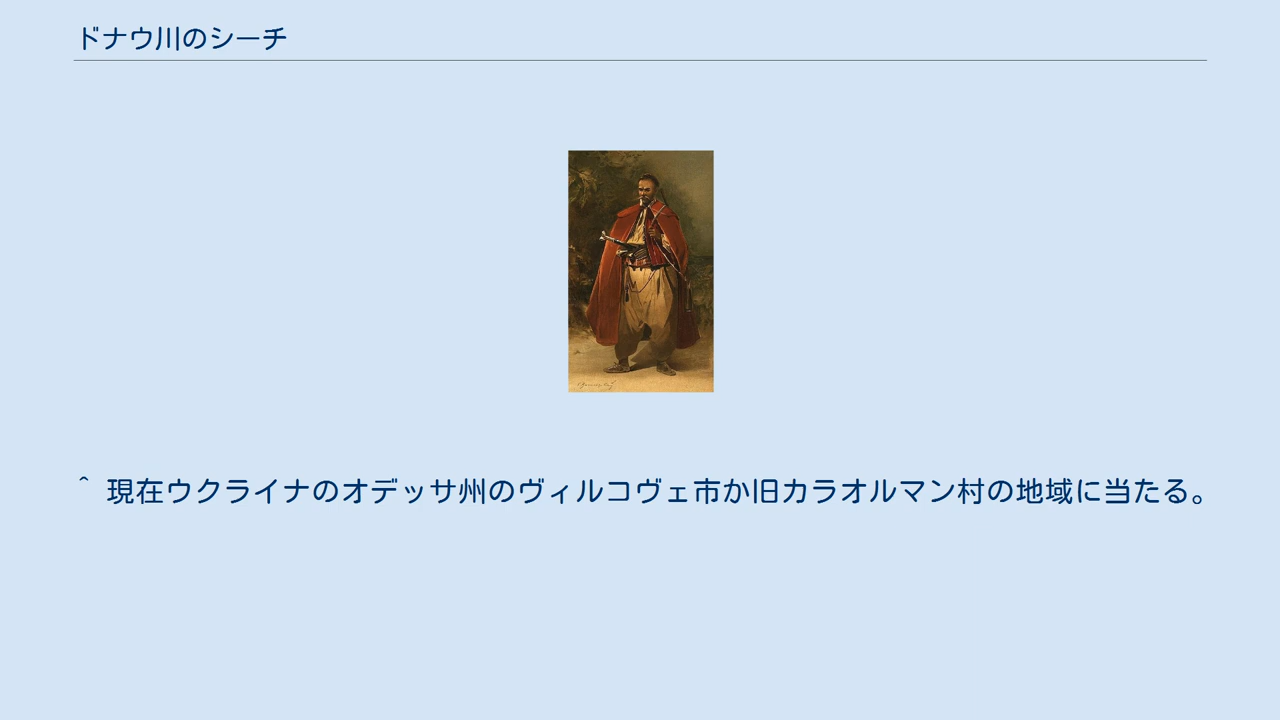 ドナウ川のシーチ
^ 現在ウクライナのオデッサ州のヴィルコヴェ市か旧カラオルマン村の地域に当たる。